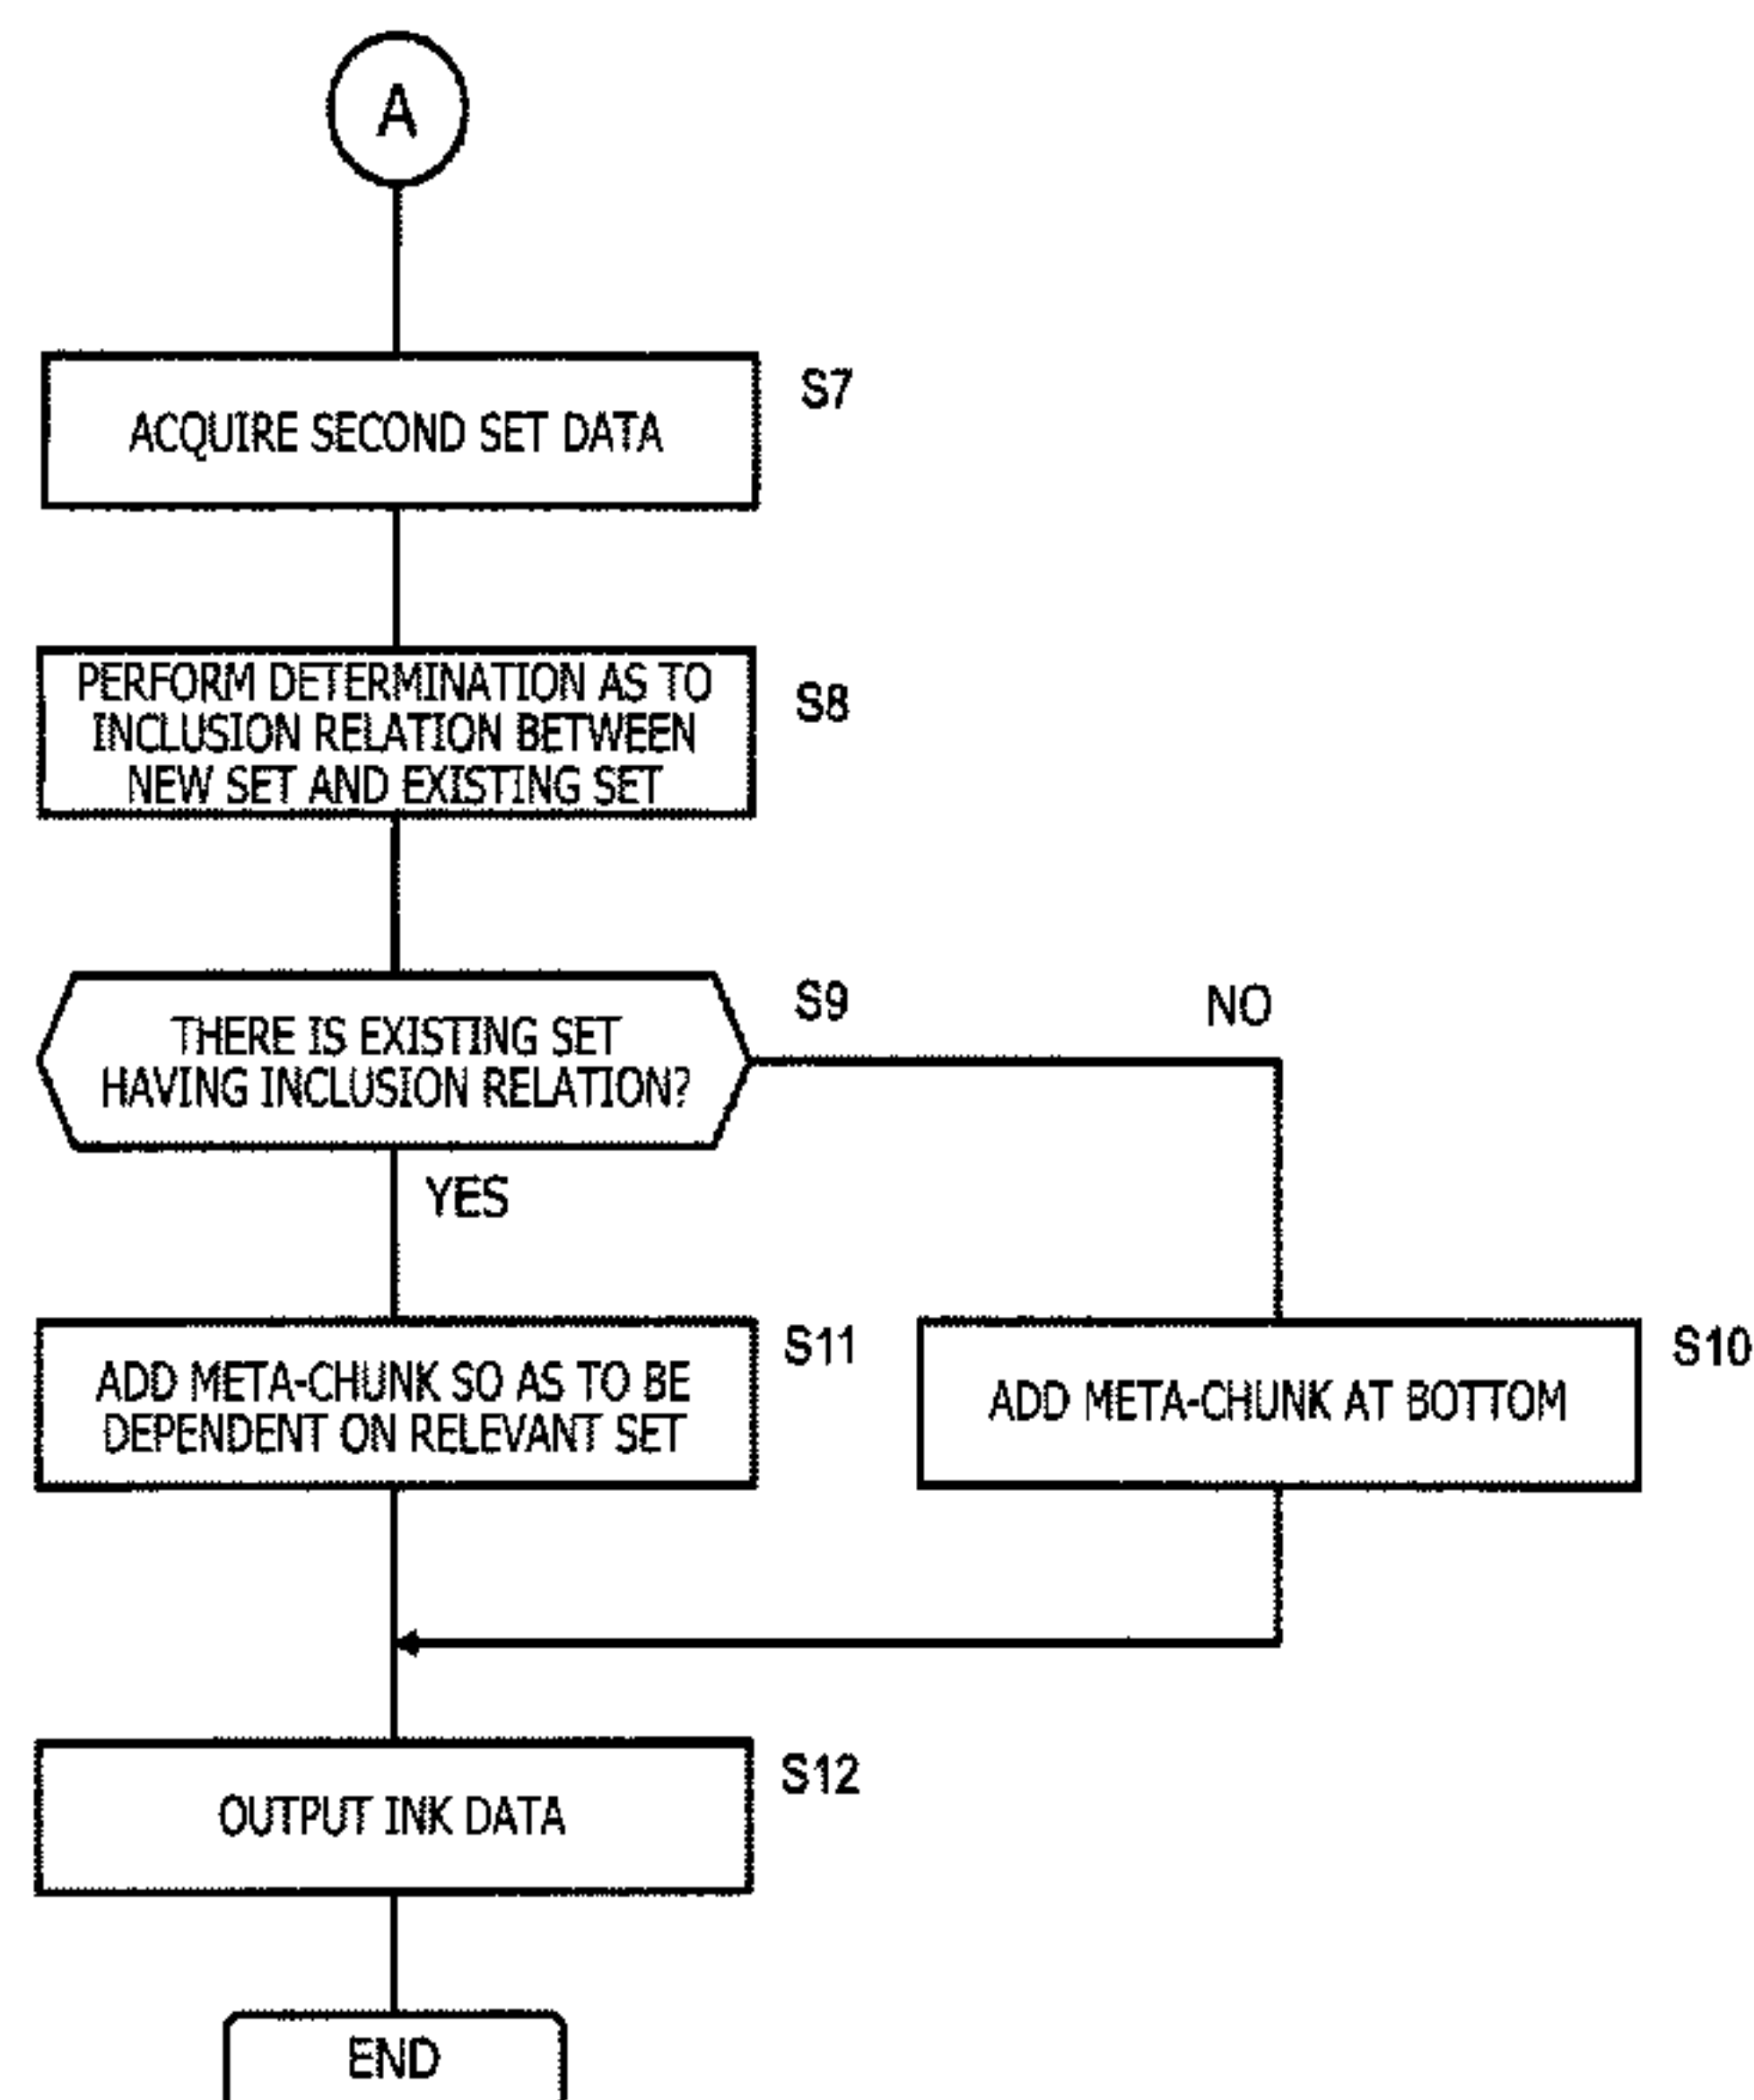 A
S7
ACQUIRE SECOND SET DATA
S8
PERFORM DETERMINATION AS TO
INCLUSION RELATION BETWEEN
NEW SET AND EXISTING SET
S9
NO
THERE IS EXISTING SET
HAVING INCLUSION RELATION?
YES
S11
ADD META-CHUNK SO AS TO BE
DEPENDENT ON RELEVANT SET
S10
ADD META-CHUNK AT BOTTOM
S12
OUTPUT INK DATA
END